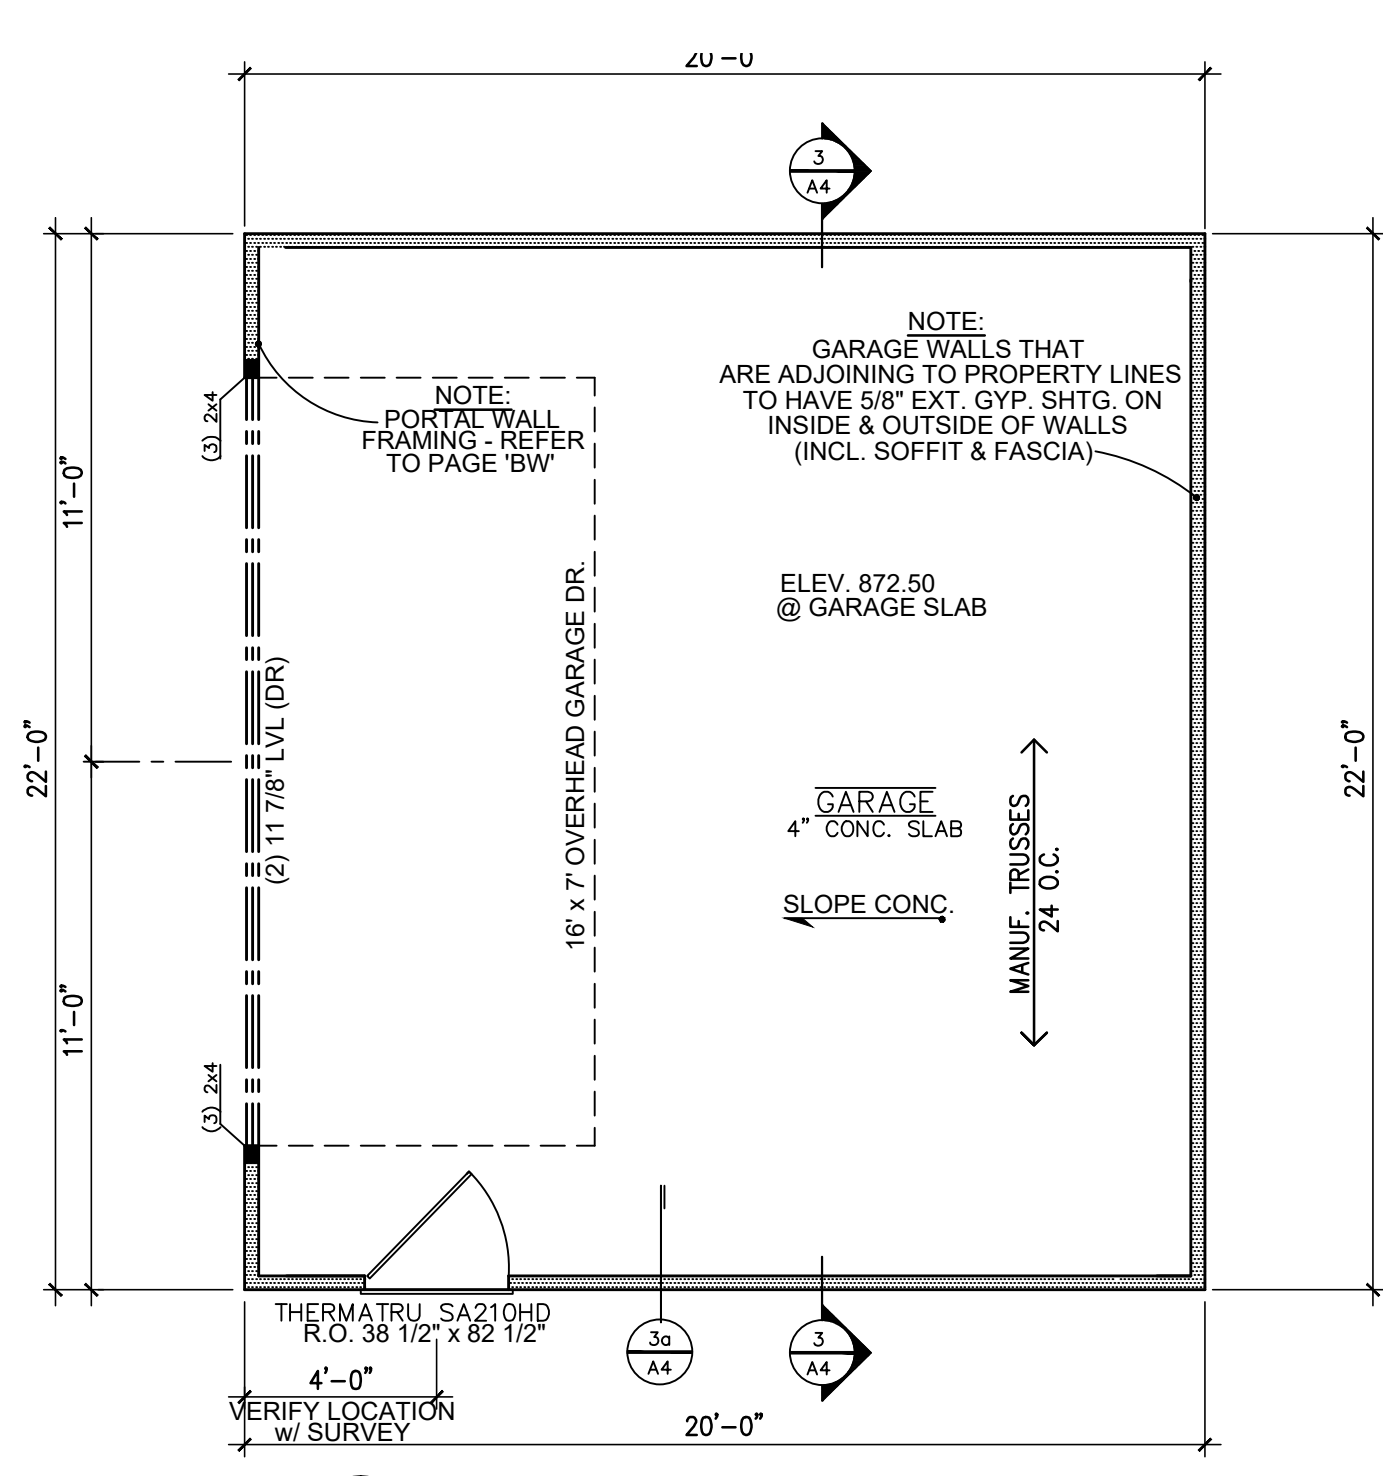 20'-0"
3
A4
NOTE:
GARAGE WALLS THAT
ARE ADJOINING TO PROPERTY LINES
TO HAVE 5/8" EXT. GYP. SHTG. ON
INSIDE & OUTSIDE OF WALLS
(INCL. SOFFIT & FASCIA)
(3) 2x4
NOTE:
PORTAL WALL
FRAMING - REFER
TO PAGE 'BW'
11'-0"
ELEV. 872.50
@ GARAGE SLAB
22'-0"
(2) 11 7/8" LVL (DR)
16' x 7' OVERHEAD GARAGE DR.
22'-0"
GARAGE
4" CONC. SLAB
SLOPE CONC.
MANUF. TRUSSES
24 O.C.
11'-0"
(3) 2x4
THERMATRU SA210HD
R.O. 38 1/2" x 82 1/2"
3a
A4
3
A4
4'-0"
VERIFY LOCATION
w/ SURVEY
20'-0"